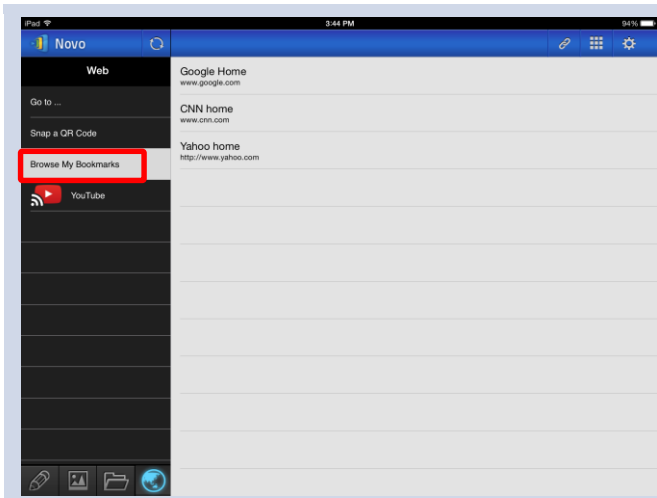 iPad 3:44 PM 94%
Novo
Web
Go to ...
Snap a QR Code
Browse My Bookmarks
YouTube
Google Home
www.google.com
CNN home
www.cnn.com
Yahoo home
http://www.yahoo.com